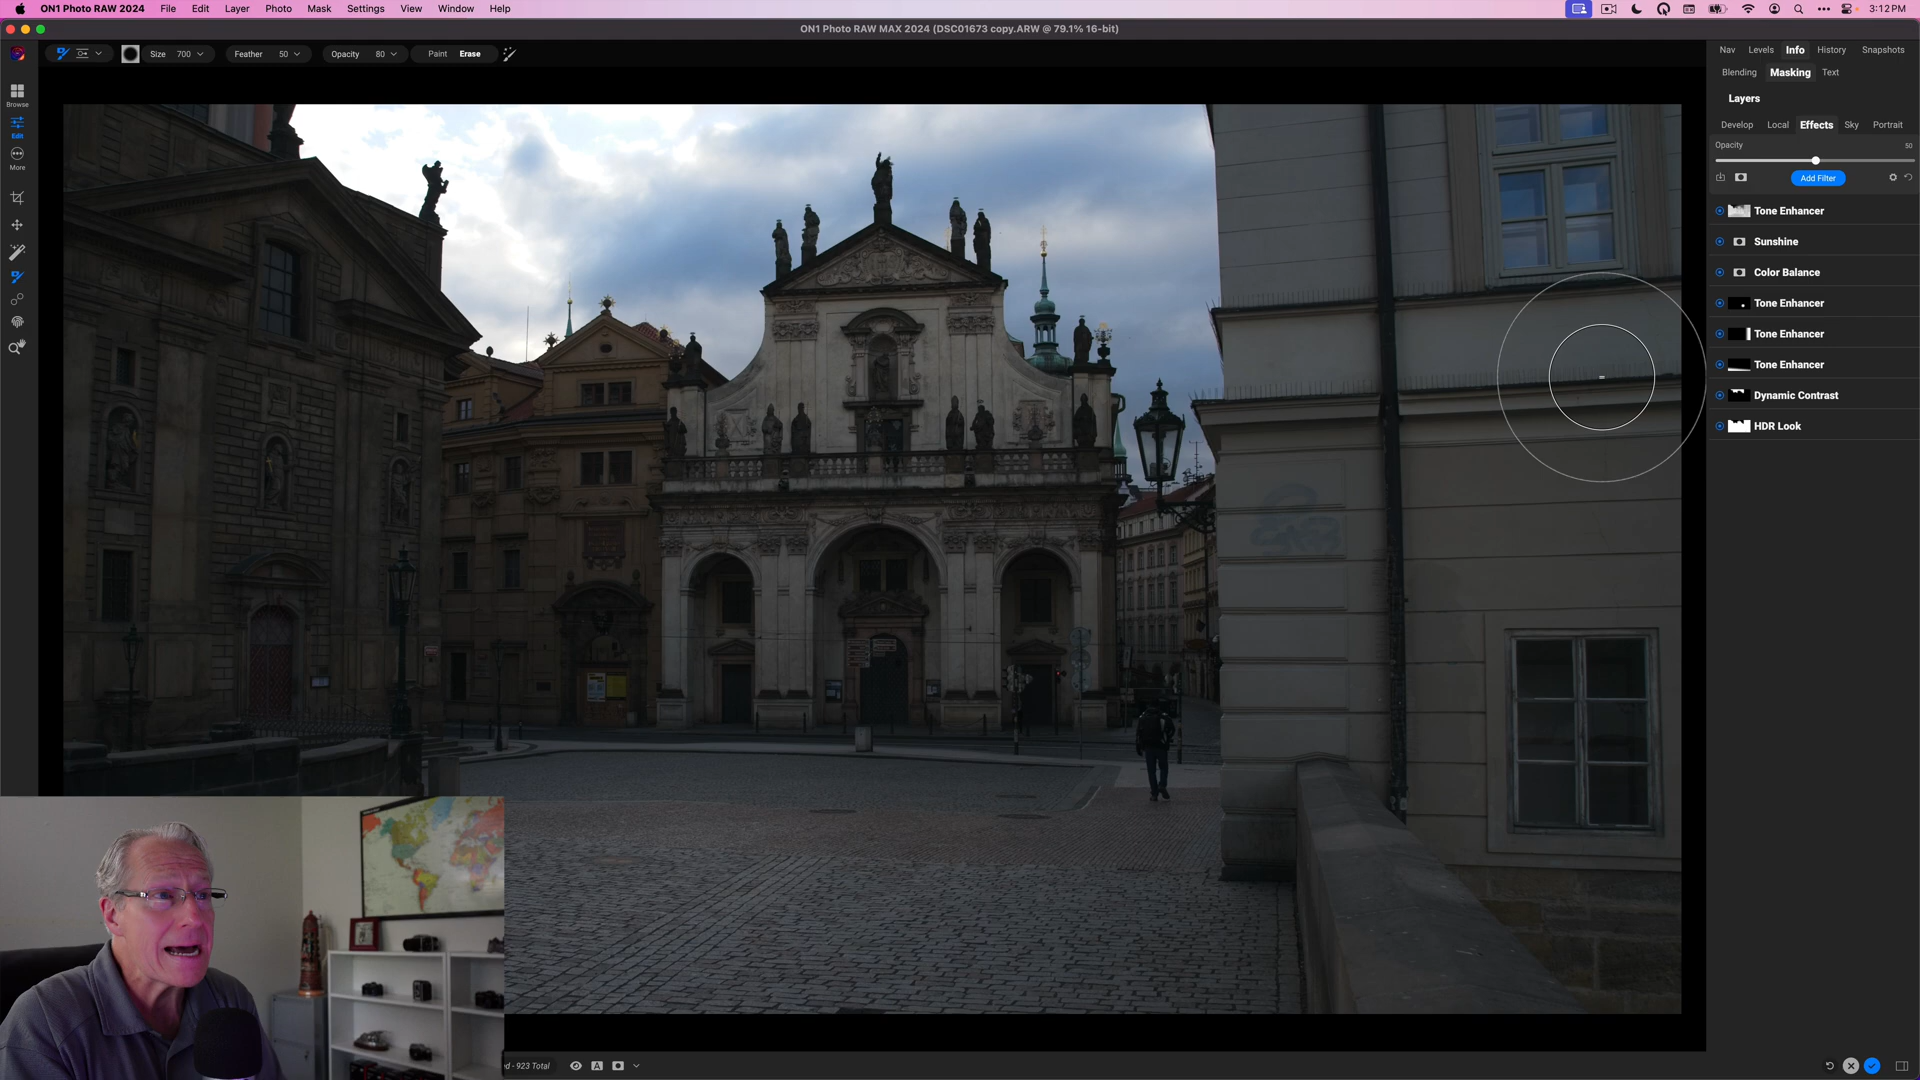 ON1 Photo RAW 2024 File Edit Layer Photo Mask Settings View Window Help 3:12 PM
ON1 Photo RAW MAX 2024 (DSC01673 copy.ARW @ 79.1% 16-bit)
Size 700 Feather 50 Opacity 80 Paint Erase
Nav Levels Info History Snapshots
Blending Masking Text
Layers
Develop Local Effects Sky Portrait
Opacity 50
Add Filter
Tone Enhancer
Sunshine
Color Balance
Tone Enhancer
Tone Enhancer
Tone Enhancer
Dynamic Contrast
HDR Look
Browse
Edit
More
d - 923 Total
A